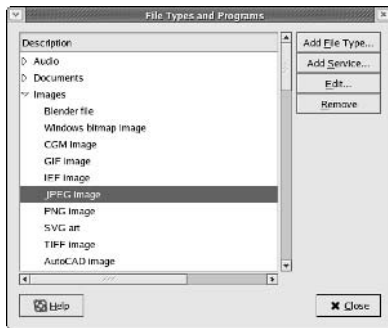 File Types and Programs
Description
Audio
Documents
Images
Blender file
Windows bitmap image
CGM image
GIF image
IEF image
JPEG image
PNG image
SVG art
TIFF image
AutoCAD image
Add File Type...
Add Service...
Edit...
Remove
Help
Close